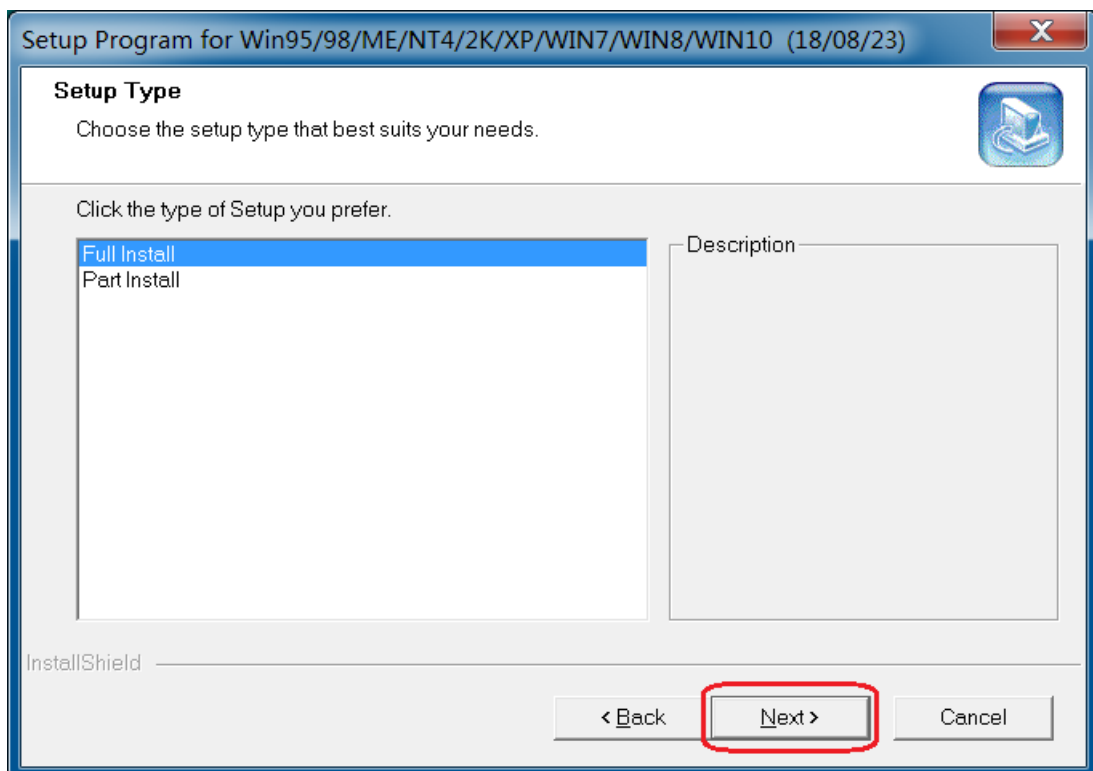 Setup Program for Win95/98/ME/NT4/2K/XP/WIN7/WIN8/WIN10 (18/08/23)
X
Setup Type
Choose the setup type that best suits your needs.
Click the type of Setup you prefer.
Full Install
Part Install
Description
InstallShield
< Back
Next >
Cancel